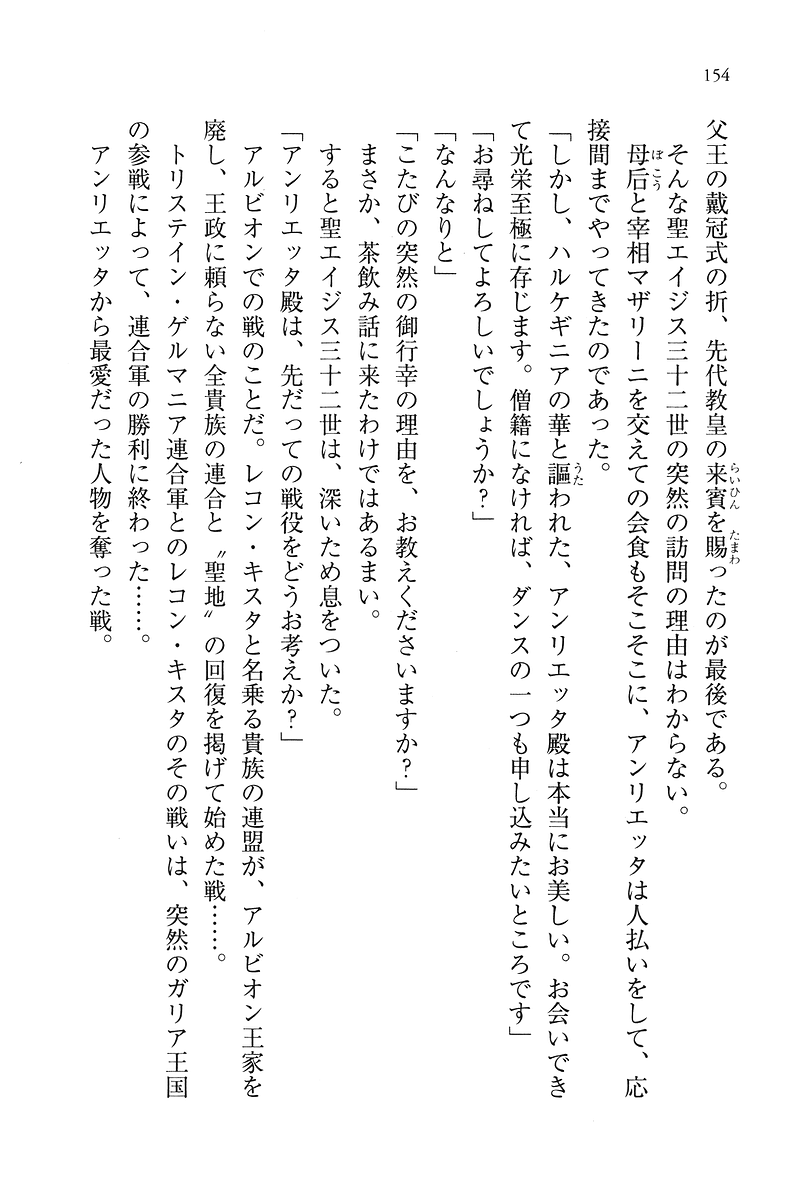 154
父王の戴冠式の折、先代教皇の来賓を賜ったのが最後である。
そんな聖エイジス三十二世の突然の訪問の理由はわからない。
母后と宰相マザリーニを交えての会食もそこそこに、アンリエッタは人払いをして、応
接間までやってきたのであった。
「しかし、ハルケギニアの華と謳われた、アンリエッタ殿は本当にお美しい。お会いでき
て光栄至極に存じます。僧籍になければ、ダンスの一つも申し込みたいところです」
「お尋ねしてよろしいでしょうか？」
「なんなりと」
「こたびの突然の御行幸の理由を、お教えくださいますか？」
まさか、茶飲み話に来たわけではあるまい。
すると聖エイジス三十二世は、深いため息をついた。
「アンリエッタ殿は、先だっての戦役をどうお考えか？」
アルビオンでの戦のことだ。レコン・キスタと名乗る貴族の連盟が、アルビオン王家を
廃し、王政に頼らない全貴族の連合と〝聖地〟の回復を掲げて始めた戦……。
トリステイン・ゲルマニア連合軍とのレコン・キスタのその戦いは、突然のガリア王国
の参戦によって、連合軍の勝利に終わった……。
アンリエッタから最愛だった人物を奪った戦。